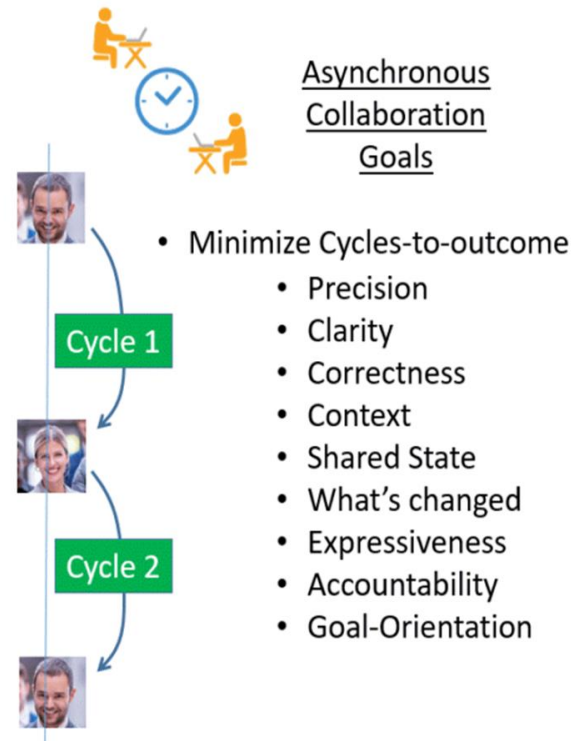 Asynchronous
Collaboration
Goals
• Minimize Cycles-to-outcome
• Precision
• Clarity
• Correctness
• Context
• Shared State
• What's changed
• Expressiveness
• Accountability
• Goal-Orientation
Cycle 1
Cycle 2